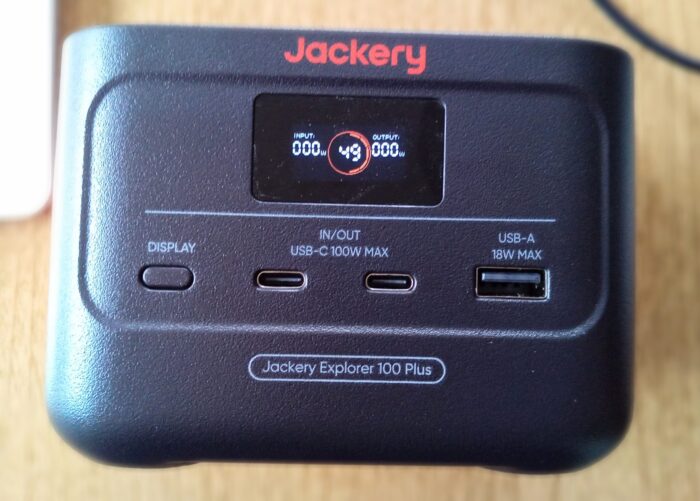 Jackery
INPUT: OUTPUT:
000W 49 000W
DISPLAY
IN/OUT
USB-C 100W MAX
USB-A
18W MAX
Jackery Explorer 100 Plus